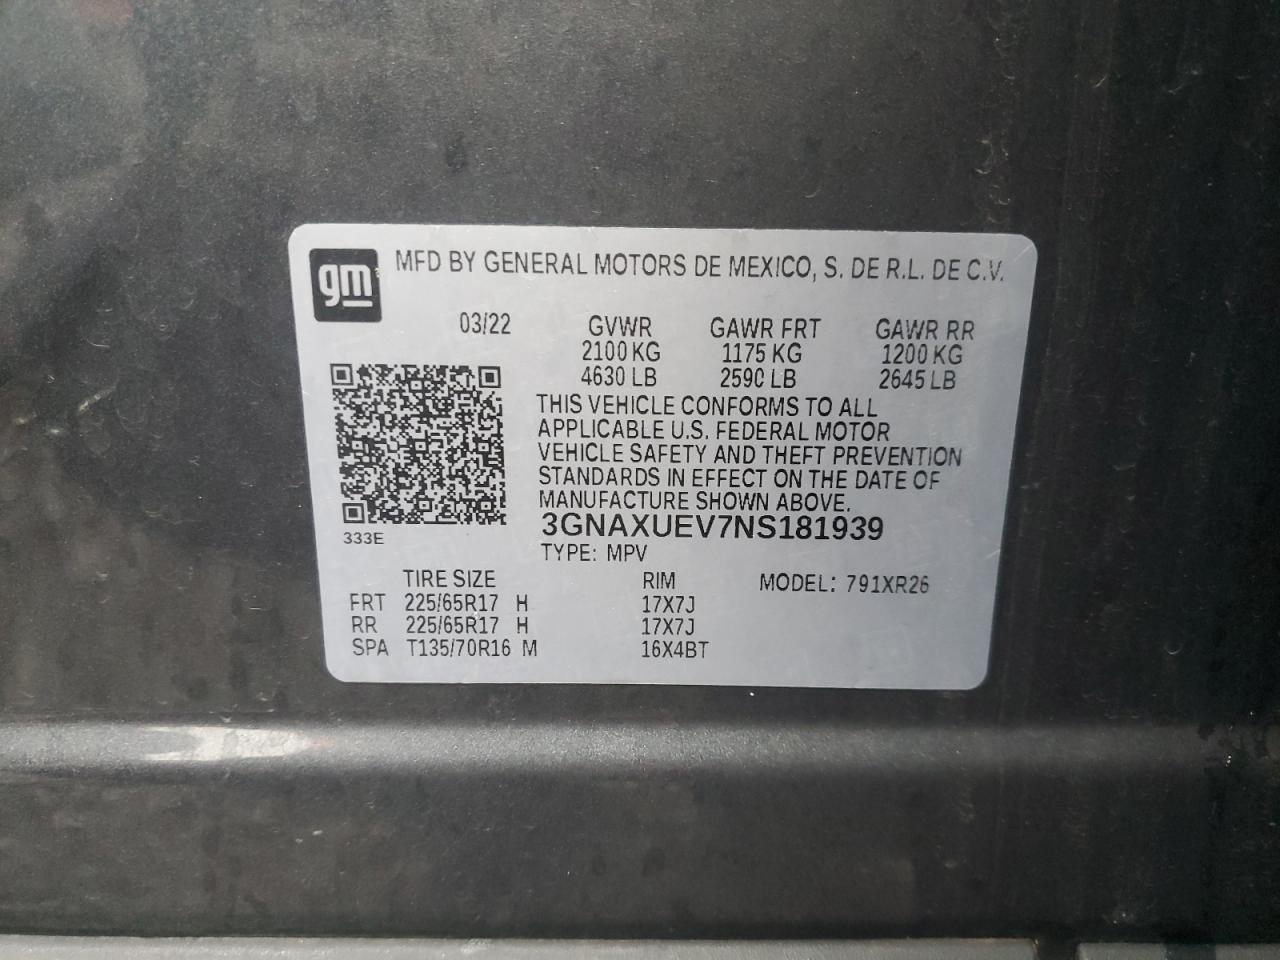 gm
MFD BY GENERAL MOTORS DE MEXICO, S. DE R.L. DE C.V.
03/22 GVWR GAWR FRT GAWR RR
2100 KG 1175 KG 1200 KG
4630 LB 2590 LB 2645 LB
THIS VEHICLE CONFORMS TO ALL
APPLICABLE U.S. FEDERAL MOTOR
VEHICLE SAFETY AND THEFT PREVENTION
STANDARDS IN EFFECT ON THE DATE OF
MANUFACTURE SHOWN ABOVE.
3GNAXUEV7NS181939
333E
TYPE: MPV
TIRE SIZE RIM MODEL: 791XR26
FRT 225/65R17 H 17X7J
RR 225/65R17 H 17X7J
SPA T135/70R16 M 16X4BT